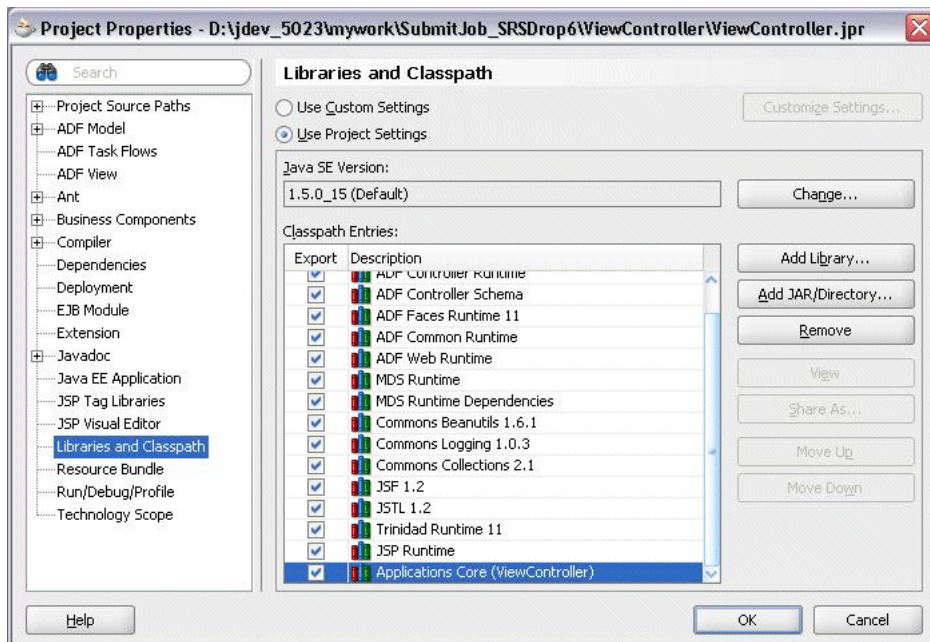 Project Properties - D:\jdev_5023\mywork\SubmitJob_SRSDrop6\ViewController\ViewController.jpr
Search
Project Source Paths
ADF Model
ADF Task Flows
ADF View
Ant
Business Components
Compiler
Dependencies
Deployment
EJB Module
Extension
Javadoc
Java EE Application
JSP Tag Libraries
JSP Visual Editor
Libraries and Classpath
Resource Bundle
Run/Debug/Profile
Technology Scope
Libraries and Classpath
Use Custom Settings
Customize Settings...
Use Project Settings
Java SE Version:
1.5.0_15 (Default)
Change...
Classpath Entries:
Export Description
ADF Controller Runtime
ADF Controller Schema
ADF Faces Runtime 11
ADF Common Runtime
ADF Web Runtime
MDS Runtime
MDS Runtime Dependencies
Commons Beanutils 1.6.1
Commons Logging 1.0.3
Commons Collections 2.1
JSF 1.2
JSTL 1.2
Trinidad Runtime 11
JSP Runtime
Applications Core (ViewController)
Add Library...
Add JAR/Directory...
Remove
View
Share As...
Move Up
Move Down
Help
OK
Cancel